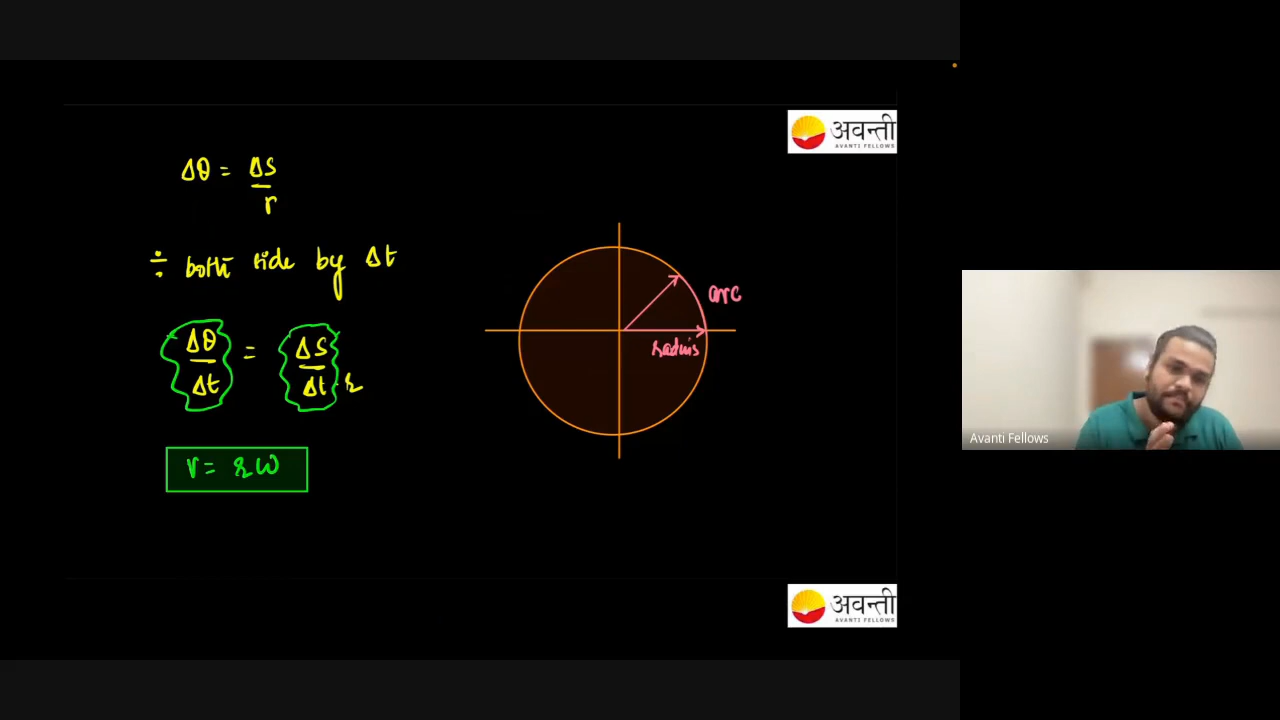 अवन्ती
AVANTI FELLOWS
Δθ = ΔS
r
÷ both side by Δt
Δθ = ΔS
Δt Δt r
v = rω
arc
raduis
Avanti Fellows
अवन्ती
AVANTI FELLOWS